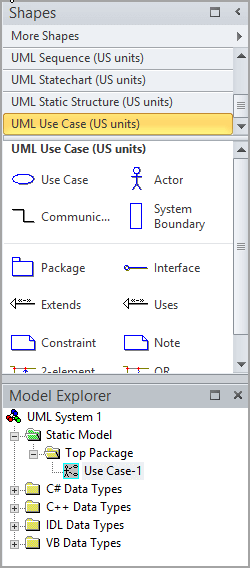 Shapes
More Shapes
UML Sequence (US units)
UML Statechart (US units)
UML Static Structure (US units)
UML Use Case (US units)
UML Use Case (US units)
Use Case
Actor
Communic...
System
Boundary
Package
Interface
Extends
Uses
Constraint
Note
2-element
OR
Model Explorer
UML System 1
Static Model
Top Package
Use Case-1
C# Data Types
C++ Data Types
IDL Data Types
VB Data Types